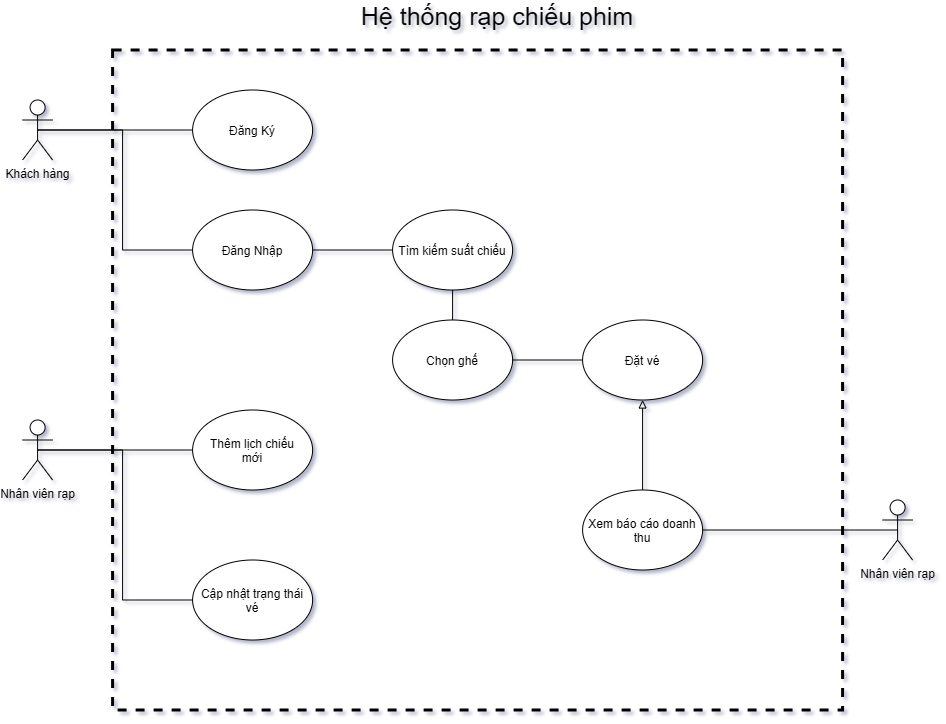 Hệ thống rạp chiếu phim
Đăng Ký
Khách hàng
Đăng Nhập
Tìm kiếm suất chiếu
Chọn ghế
Đặt vé
Thêm lịch chiếu
mới
Nhân viên rạp
Xem báo cáo doanh
thu
Nhân viên rạp
Cập nhật trạng thái
vé